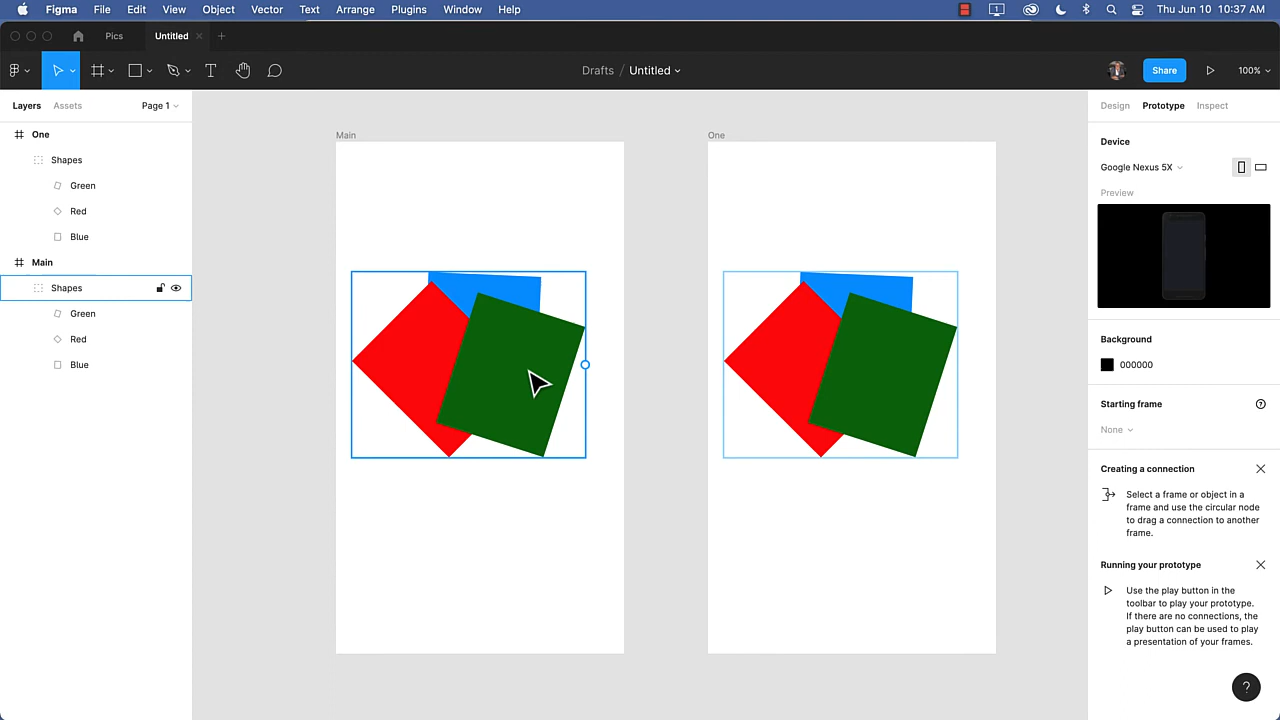 Figma File Edit View Object Vector Text Arrange Plugins Window Help Thu Jun 10 10:37 AM
Pics Untitled
Drafts / Untitled Share 100%
Layers Assets Page 1
One
Shapes
Green
Red
Blue
Main
Shapes
Green
Red
Blue
Main
One
Design Prototype Inspect
Device
Google Nexus 5X
Preview
Background
000000
Starting frame
None
Creating a connection
Select a frame or object in a
frame and use the circular node
to drag a connection to another
frame.
Running your prototype
Use the play button in the
toolbar to play your prototype.
If there are no connections, the
play button can be used to play
a presentation of your frames.
?